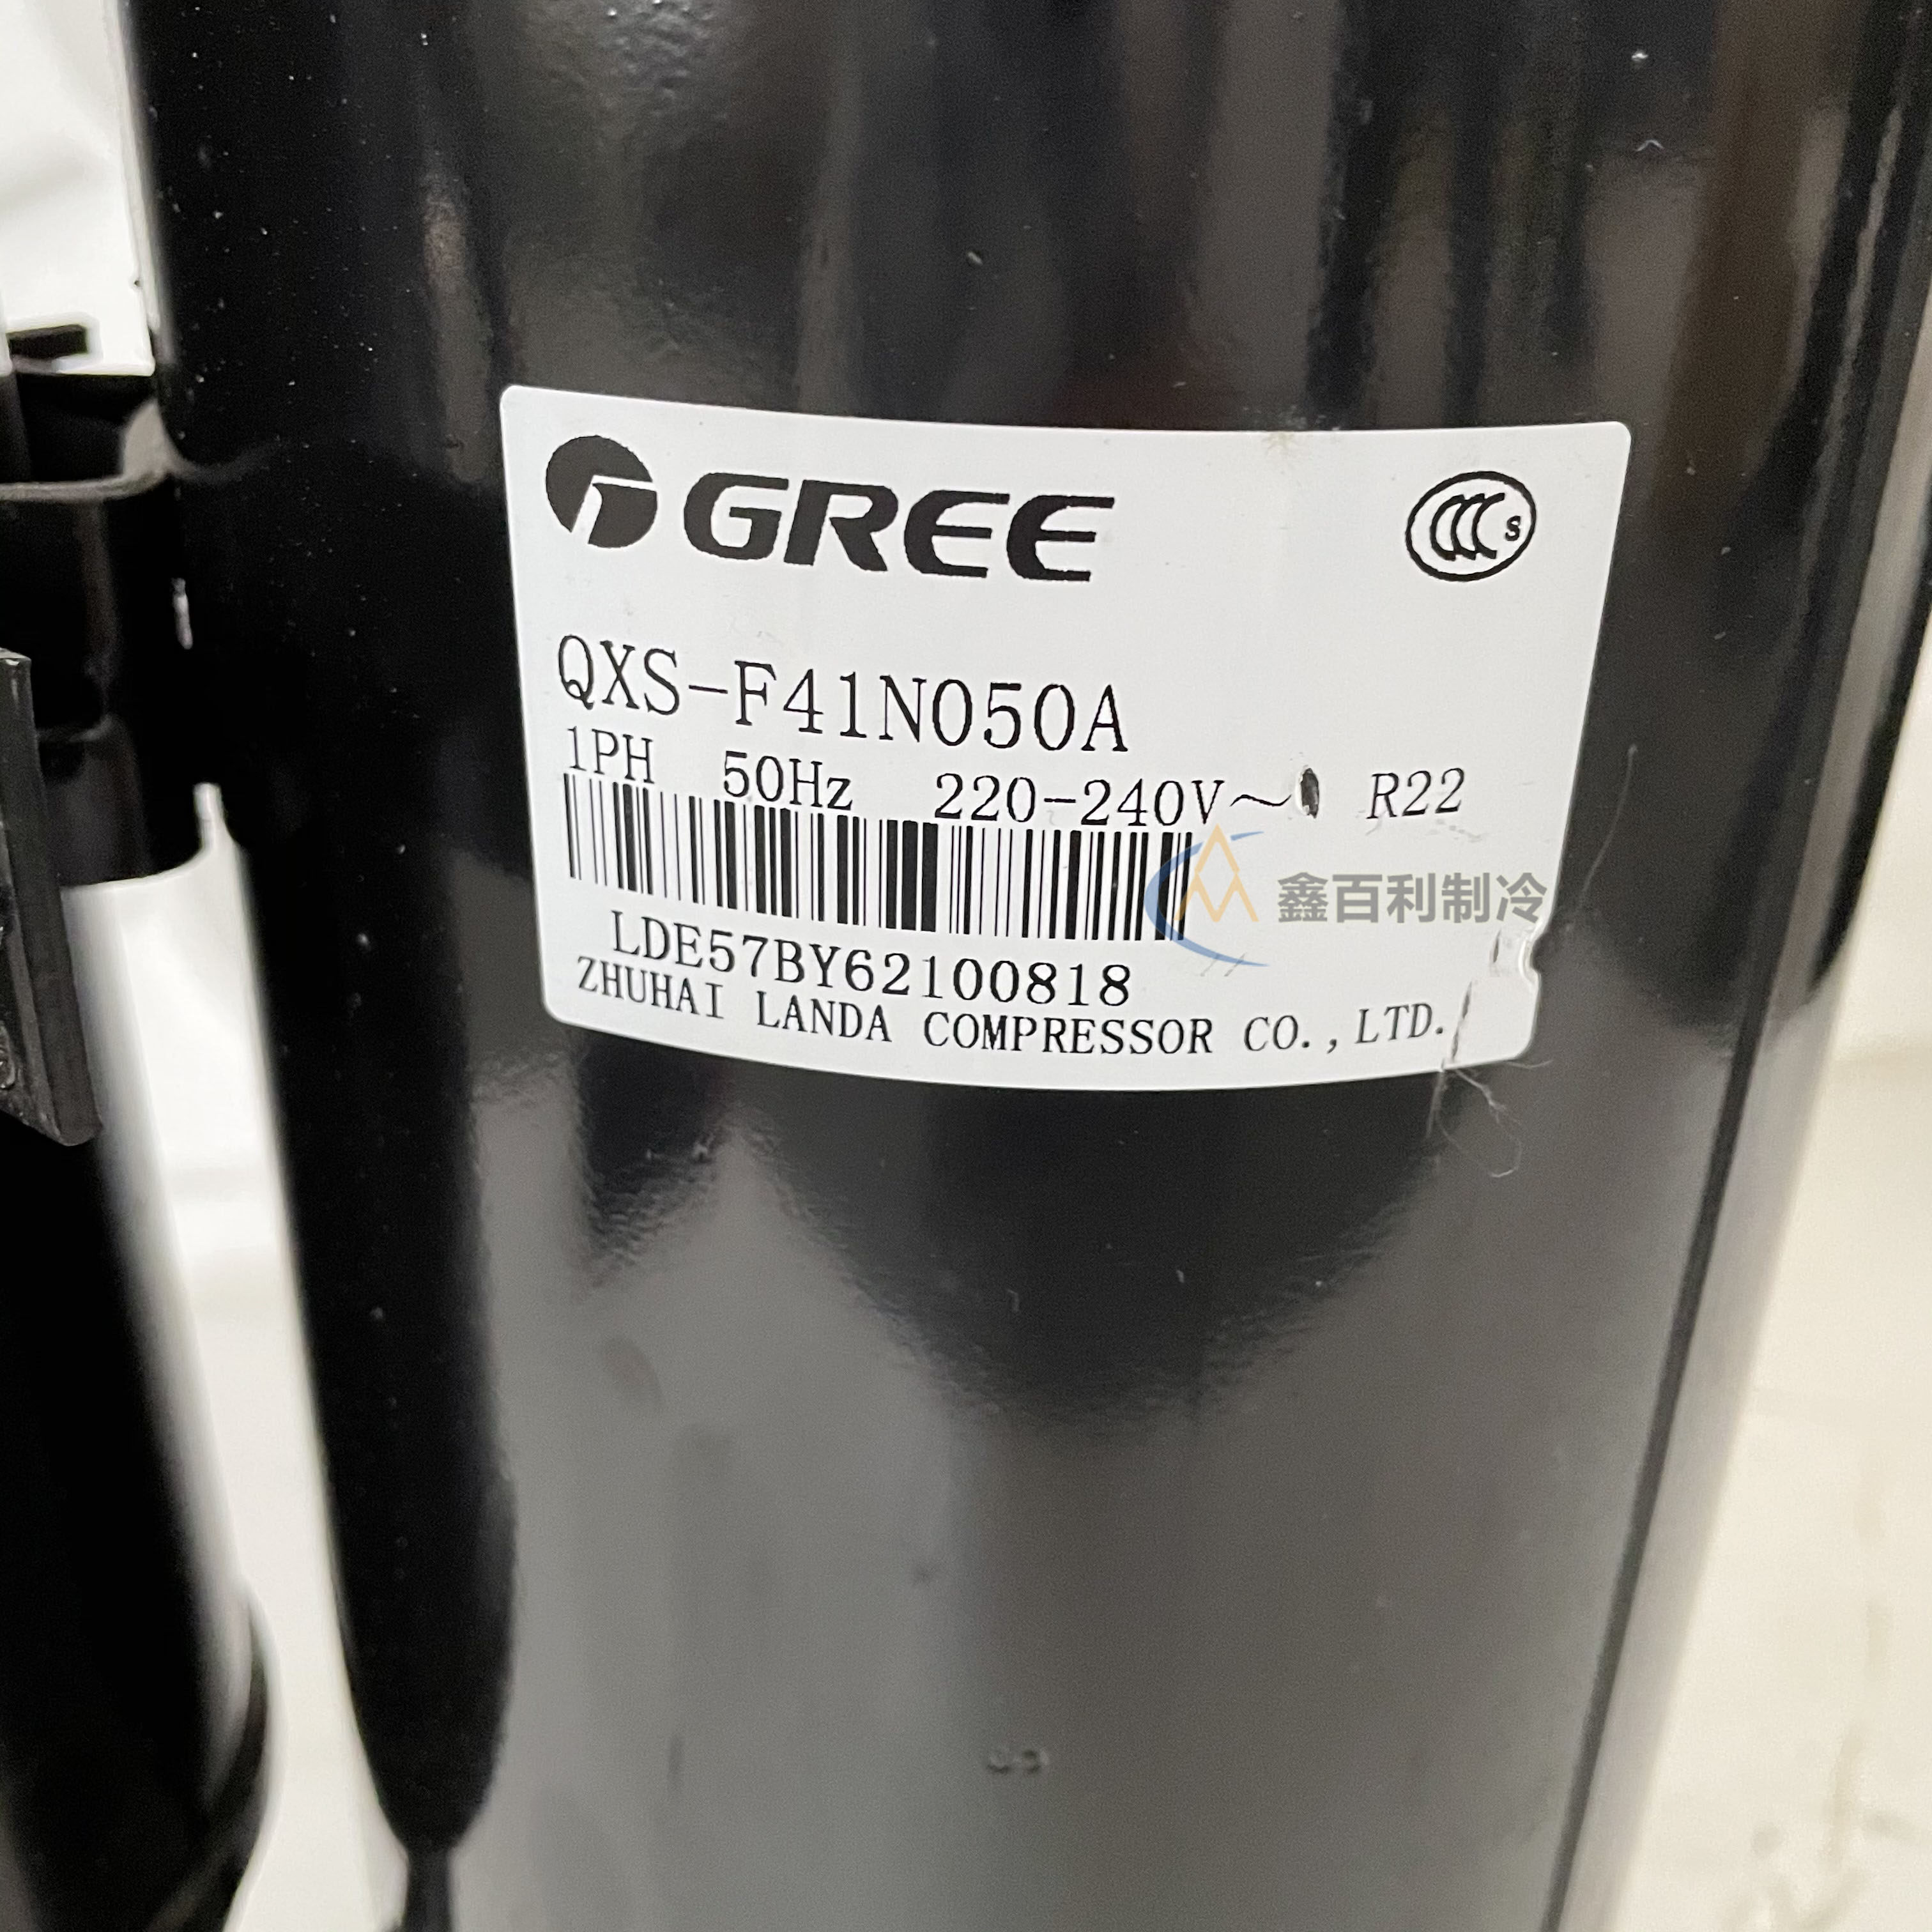 GREE
CCC S
QXS-F41N050A
1PH 50Hz 220-240V～ R22
鑫百利制冷
LDE57BY62100818
ZHUHAI LANDA COMPRESSOR CO.,LTD.